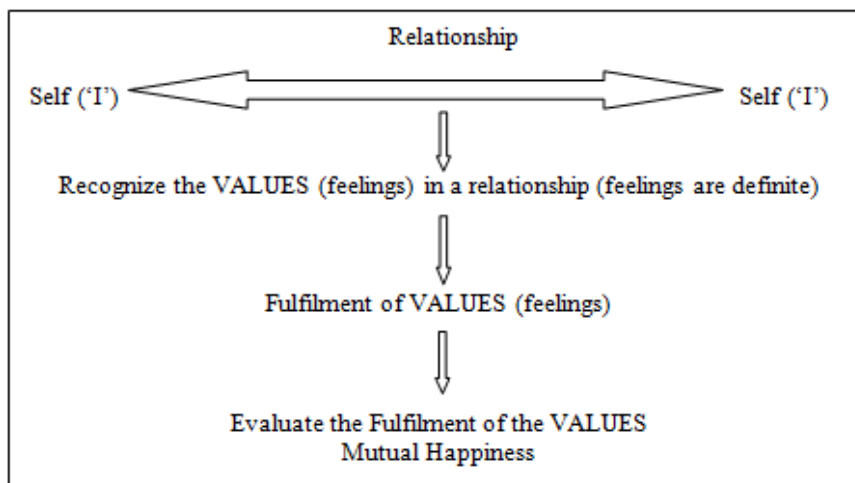 Relationship
Self (‘I’)
Self (‘I’)
Recognize the VALUES (feelings) in a relationship (feelings are definite)
Fulfilment of VALUES (feelings)
Evaluate the Fulfilment of the VALUES
Mutual Happiness